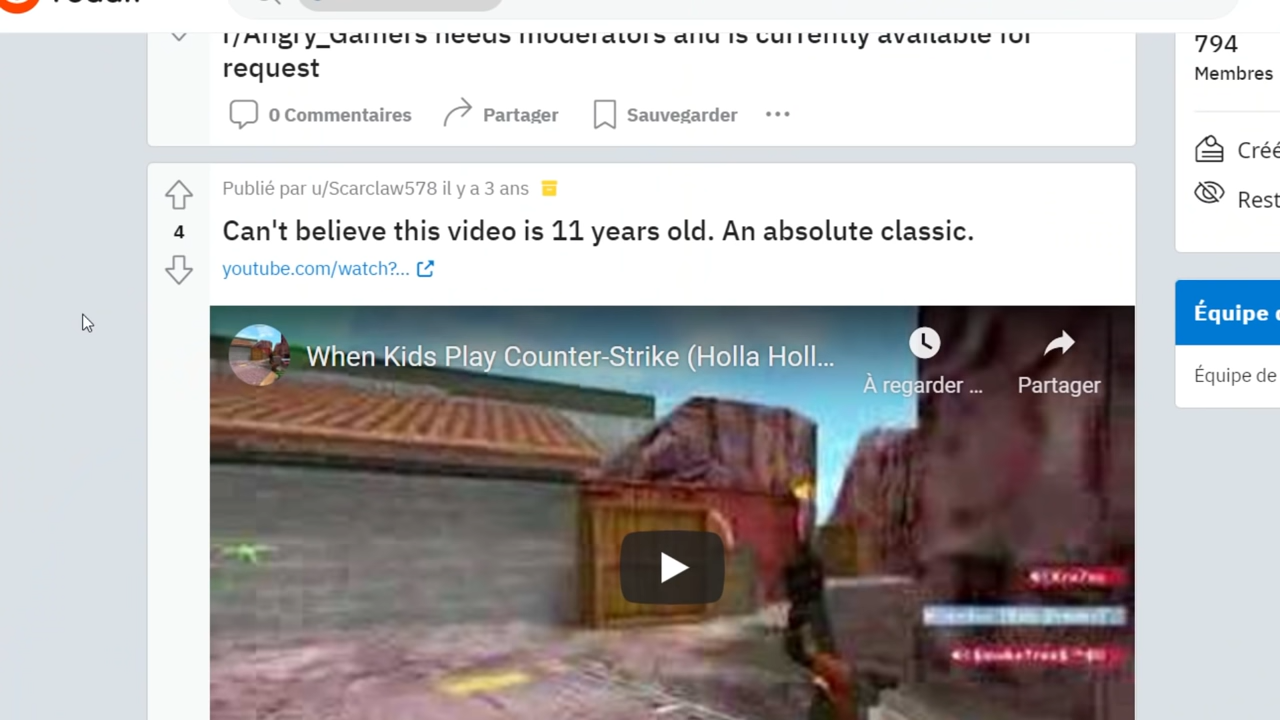 reddit
r/Angry_Gamers needs moderators and is currently available for
request
0 Commentaires
Partager
Sauvegarder
794
Membres
Créé
Rest
Publié par u/Scarclaw578 il y a 3 ans
4
Can't believe this video is 11 years old. An absolute classic.
youtube.com/watch?...
When Kids Play Counter-Strike (Holla Holl...
À regarder ...
Partager
Équipe d
Équipe de